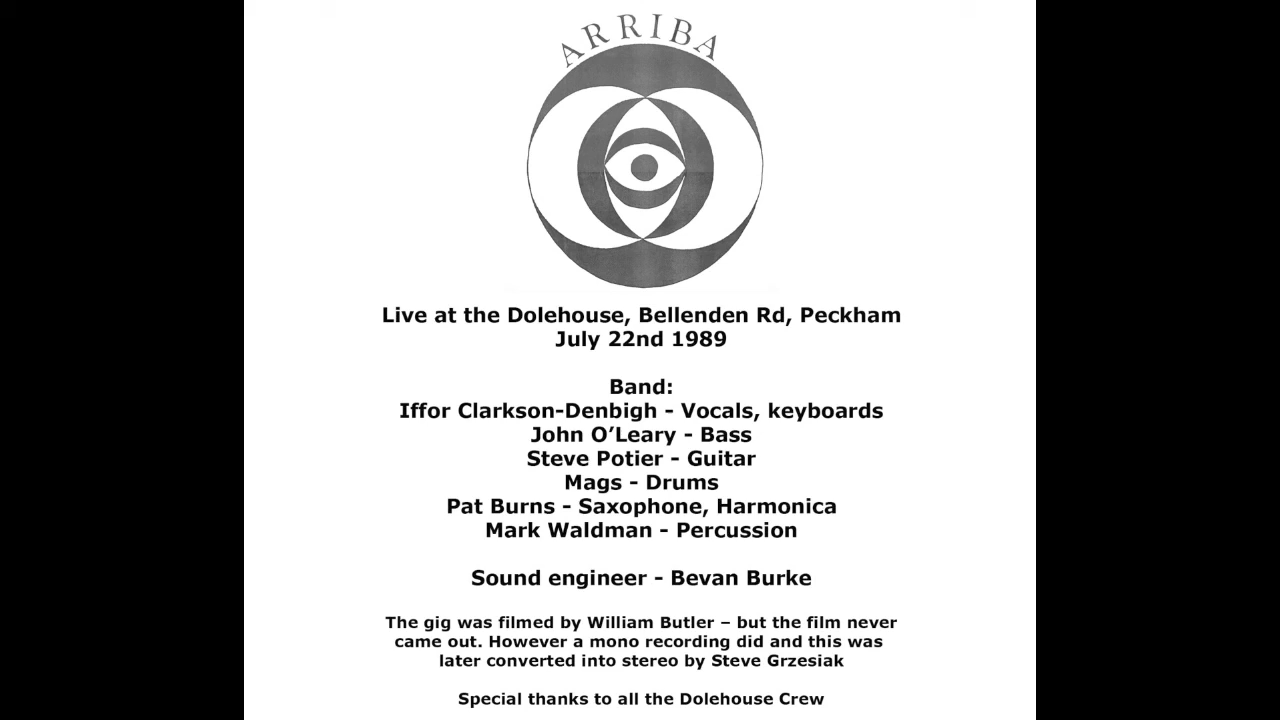 ARRIBA
Live at the Dolehouse, Bellenden Rd, Peckham
July 22nd 1989
Band:
Iffor Clarkson-Denbigh - Vocals, keyboards
John O’Leary - Bass
Steve Potier - Guitar
Mags - Drums
Pat Burns - Saxophone, Harmonica
Mark Waldman - Percussion
Sound engineer - Bevan Burke
The gig was filmed by William Butler – but the film never
came out. However a mono recording did and this was
later converted into stereo by Steve Grzesiak
Special thanks to all the Dolehouse Crew